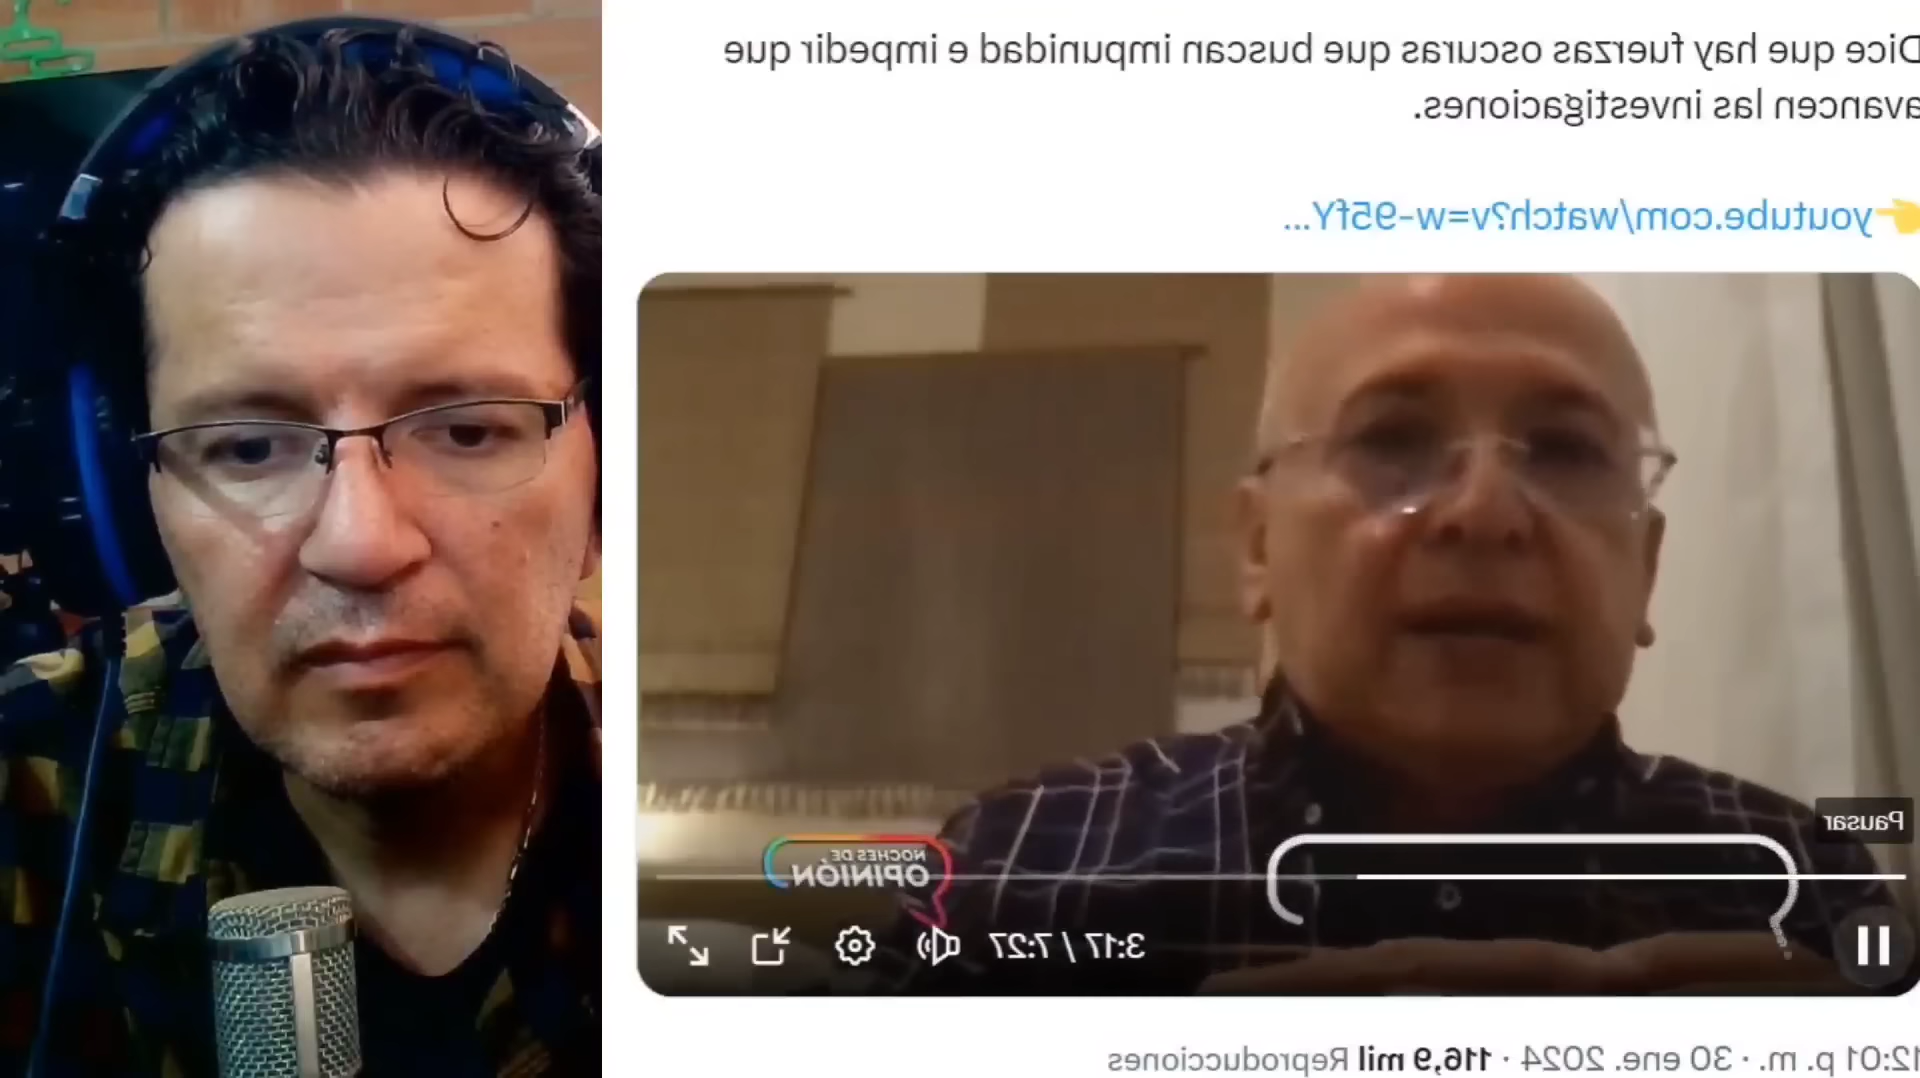 Dice que hay fuerzas oscuras que buscan impunidad e impedir que
avancen las investigaciones.
👉youtube.com/watch?v=w-95fY...
Pausar
NOCHES DE
OPINIÓN
3:17 / 7:27
12:01 p. m. · 30 ene. 2024 · 116,9 mil Reproducciones